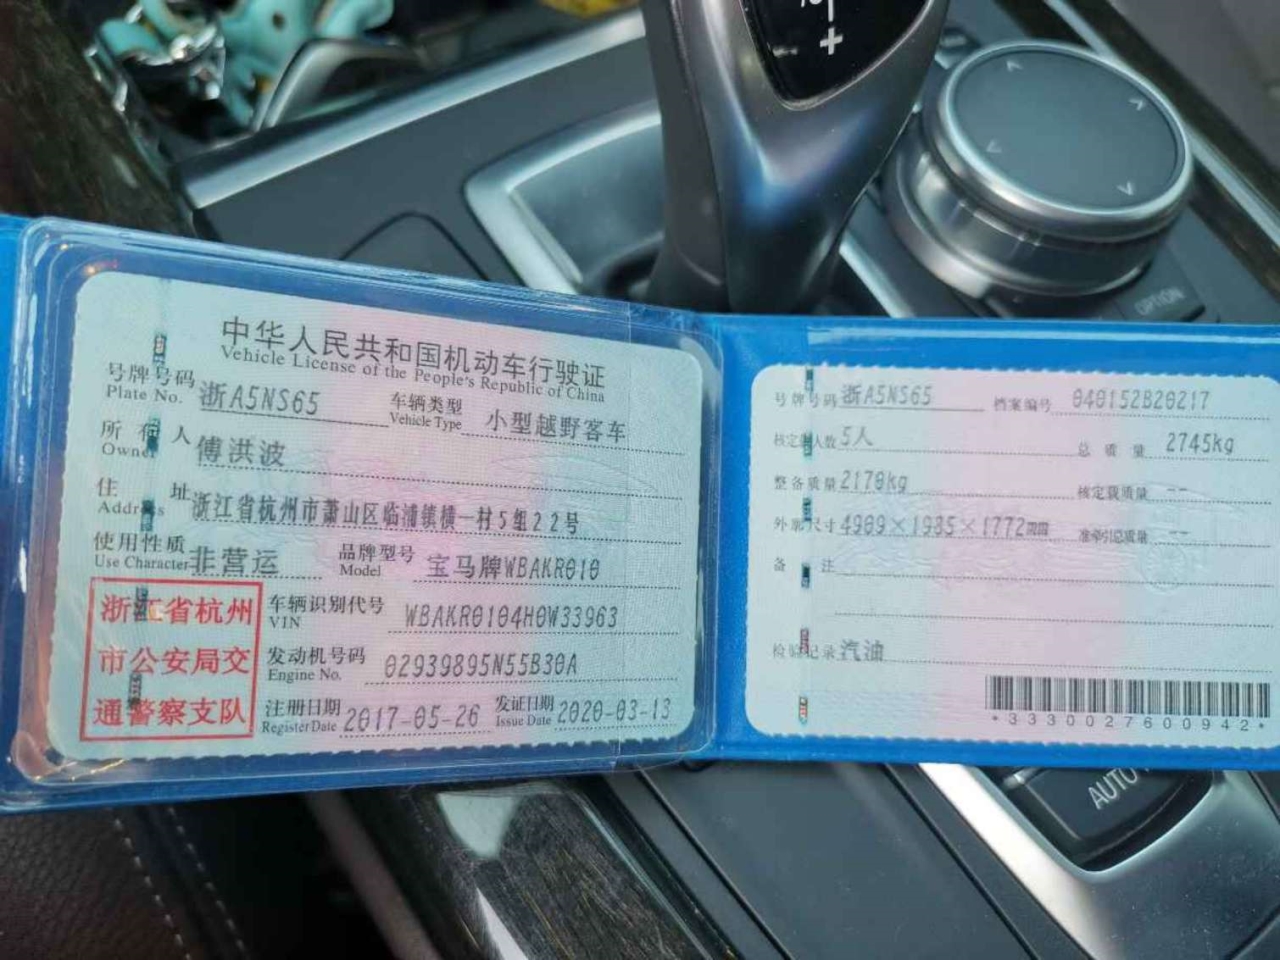 中华人民共和国机动车行驶证
Vehicle License of the People's Republic of China
号牌号码 浙A5NS65 车辆类型 小型越野客车
Plate No. Vehicle Type
所有人 傅洪波
Owner
住址 浙江省杭州市萧山区临浦镇横一村5组22号
Address
使用性质 非营运 品牌型号 宝马牌WBAKR010
Use Character Model
浙江省杭州
市公安局交
通警察支队
车辆识别代号 WBAKR0104H0W33963
VIN
发动机号码 02939895N55B30A
Engine No.
注册日期 2017-05-26 发证日期 2020-03-13
Register Date Issue Date
号牌号码 浙A5NS65 档案编号 040152820217
核定载人数 5人 总质量 2745kg
整备质量 2170kg 核定载质量 --
外廓尺寸 4909×1985×1772mm 准牵引总质量 --
备注
检验记录 汽油
*3330027600942*
+
OPTION
AUTO